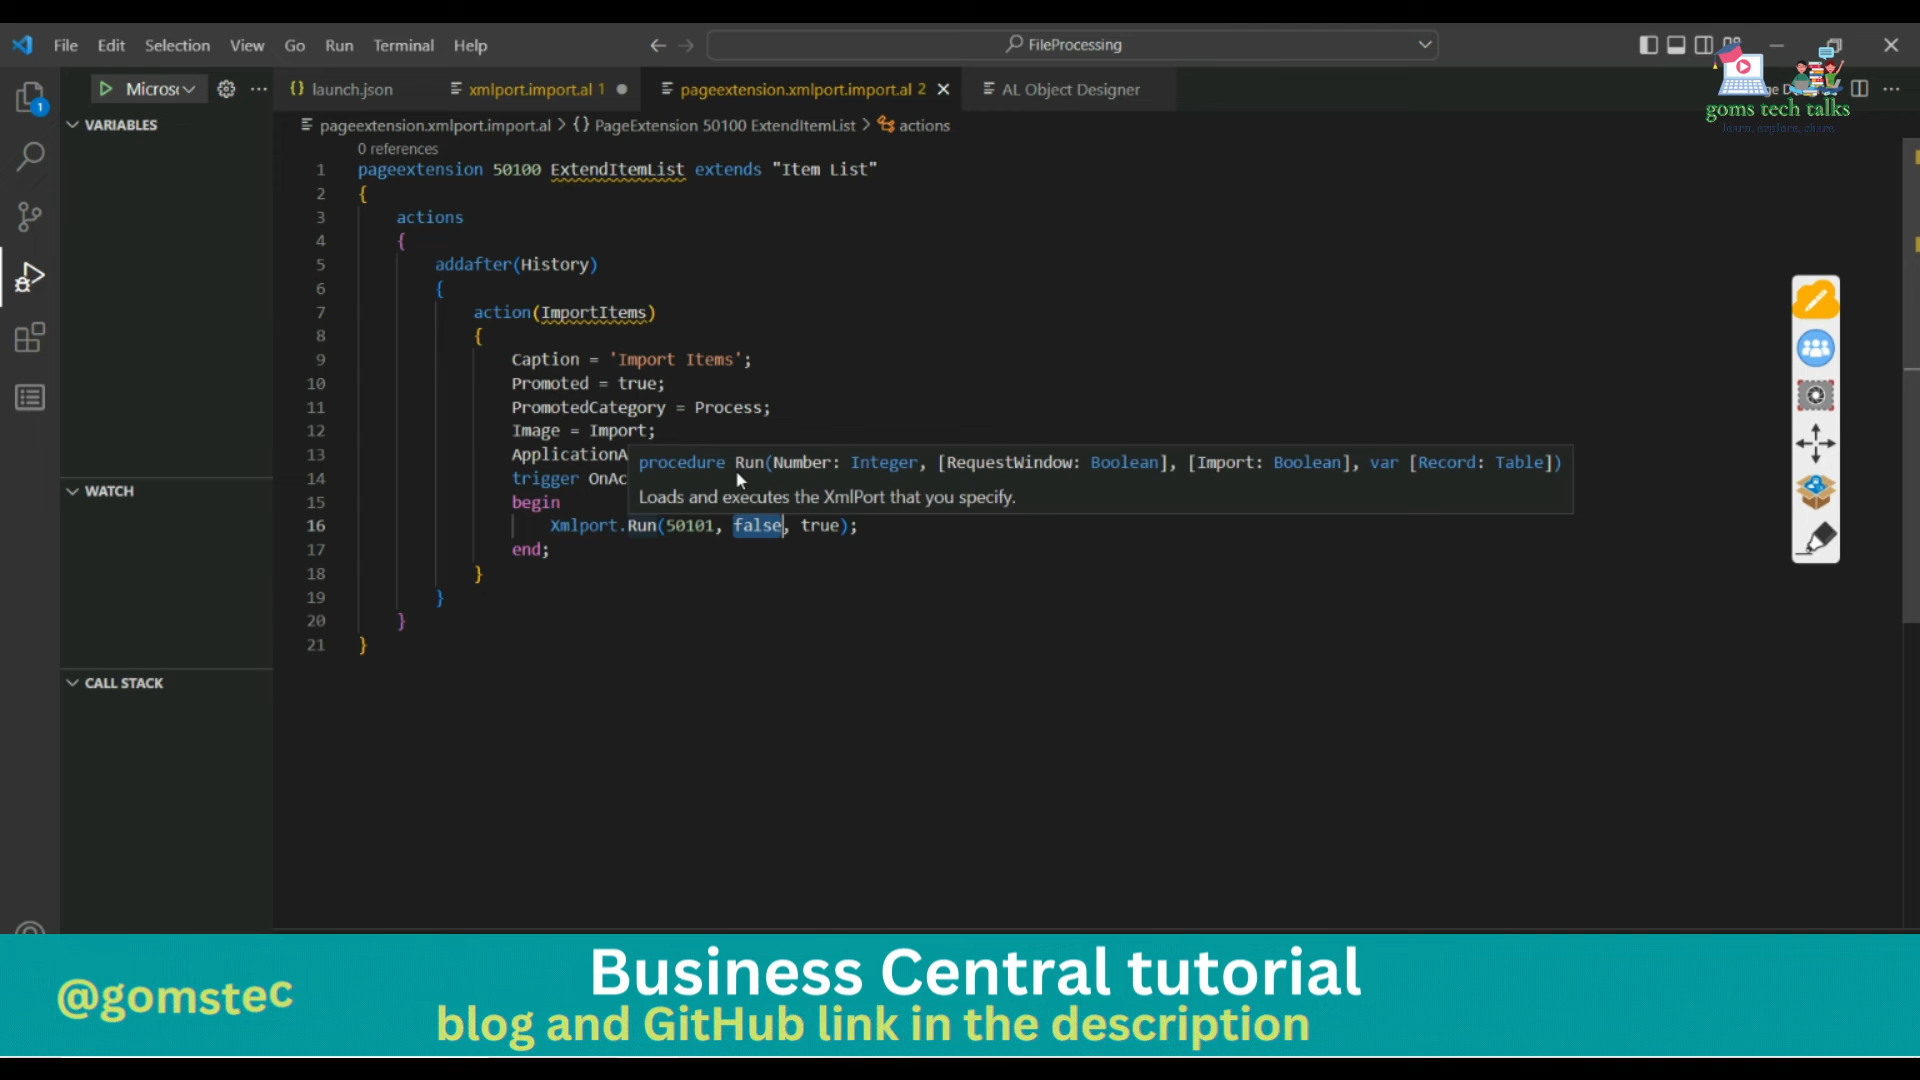 File Edit Selection View Go Run Terminal Help
FileProcessing
goms tech talks
learn, explore, share
Micros
launch.json
xmlport.import.al 1
pageextension.xmlport.import.al 2
AL Object Designer
VARIABLES
pageextension.xmlport.import.al > {} PageExtension 50100 ExtendItemList > actions
0 references
1 pageextension 50100 ExtendItemList extends "Item List"
2 {
3 actions
4 {
5 addafter(History)
6 {
7 action(ImportItems)
8 {
9 Caption = 'Import Items';
10 Promoted = true;
11 PromotedCategory = Process;
12 Image = Import;
13 ApplicationA
14 trigger OnAc
15 begin
16 Xmlport.Run(50101, false, true);
17 end;
18 }
19 }
20 }
21 }
procedure Run(Number: Integer, [RequestWindow: Boolean], [Import: Boolean], var [Record: Table])
Loads and executes the XmlPort that you specify.
WATCH
CALL STACK
1
@gomstec
Business Central tutorial
blog and GitHub link in the description